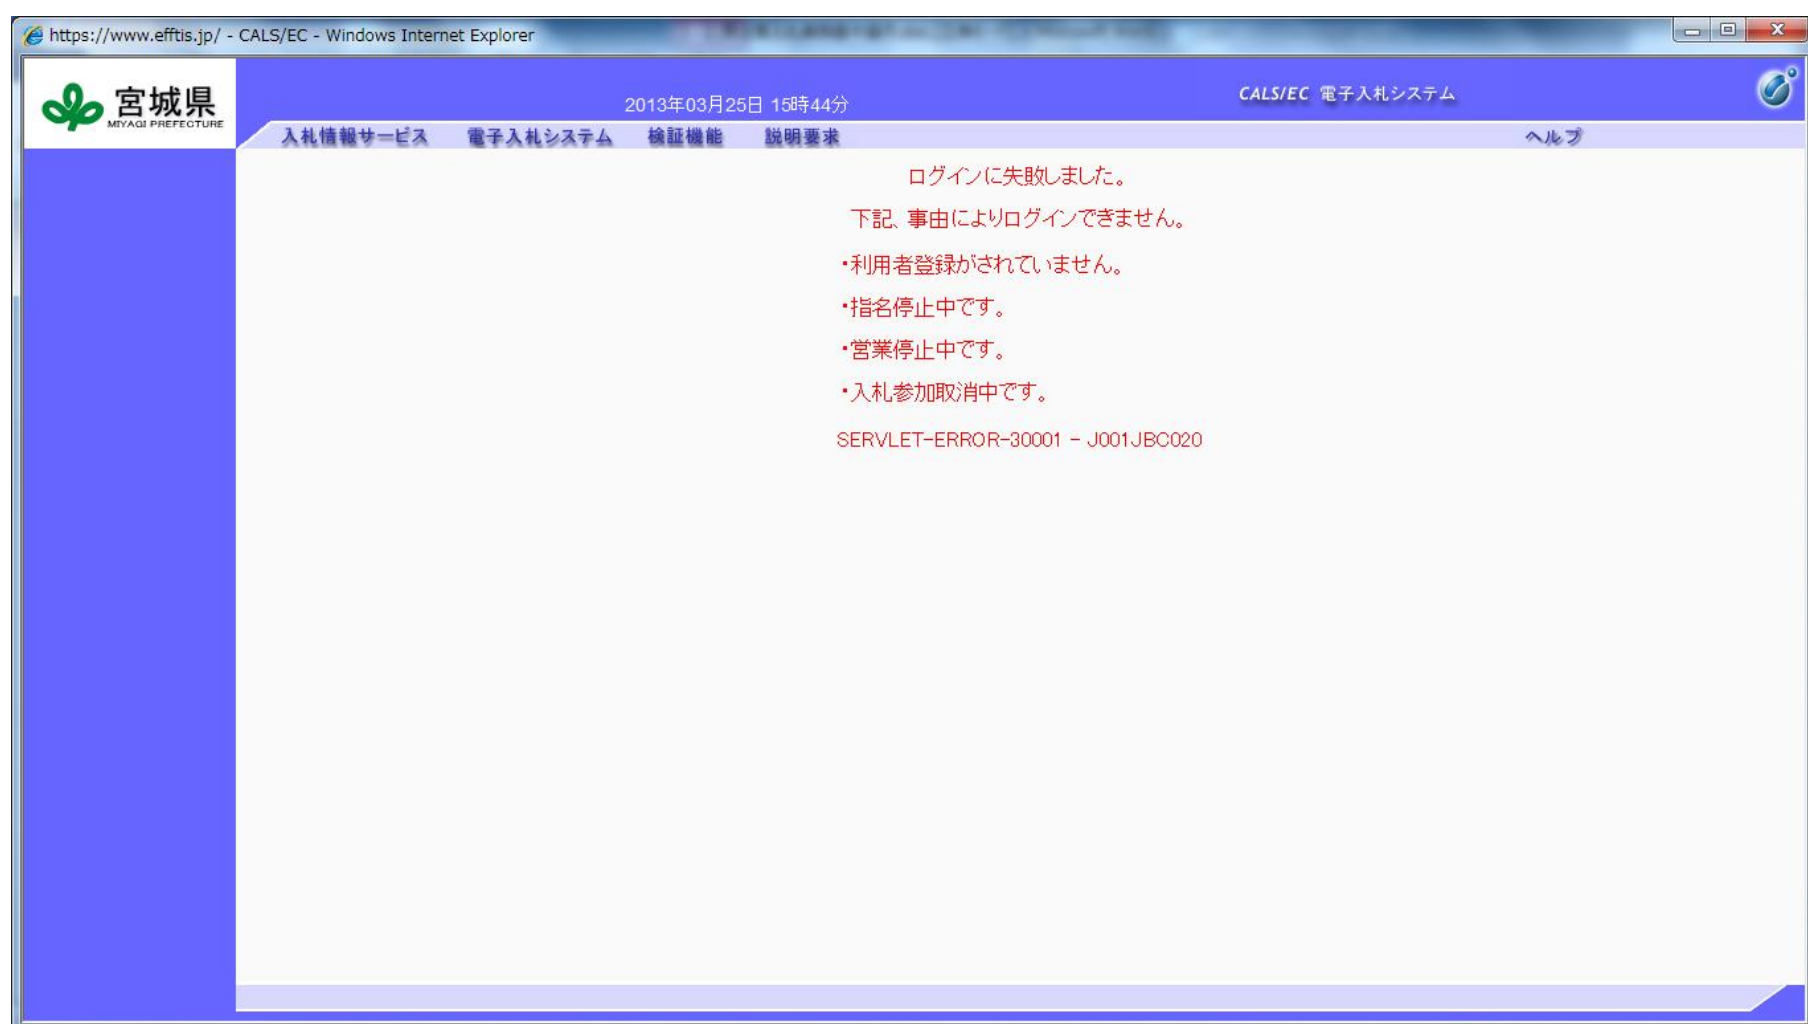 https://www.efftis.jp/ - CALS/EC - Windows Internet Explorer
宮城県
MIYAGI PREFECTURE
2013年03月25日 15時44分
CALS/EC 電子入札システム
入札情報サービス 電子入札システム 検証機能 説明要求 ヘルプ
ログインに失敗しました。
下記、事由によりログインできません。
・利用者登録がされていません。
・指名停止中です。
・営業停止中です。
・入札参加取消中です。
SERVLET-ERROR-30001 - J001JBC020